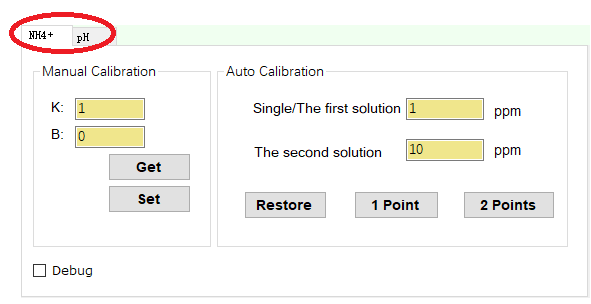 NH4+ pH
Manual Calibration
K: 1
B: 0
Get
Set
Auto Calibration
Single/The first solution 1 ppm
The second solution 10 ppm
Restore 1 Point 2 Points
Debug